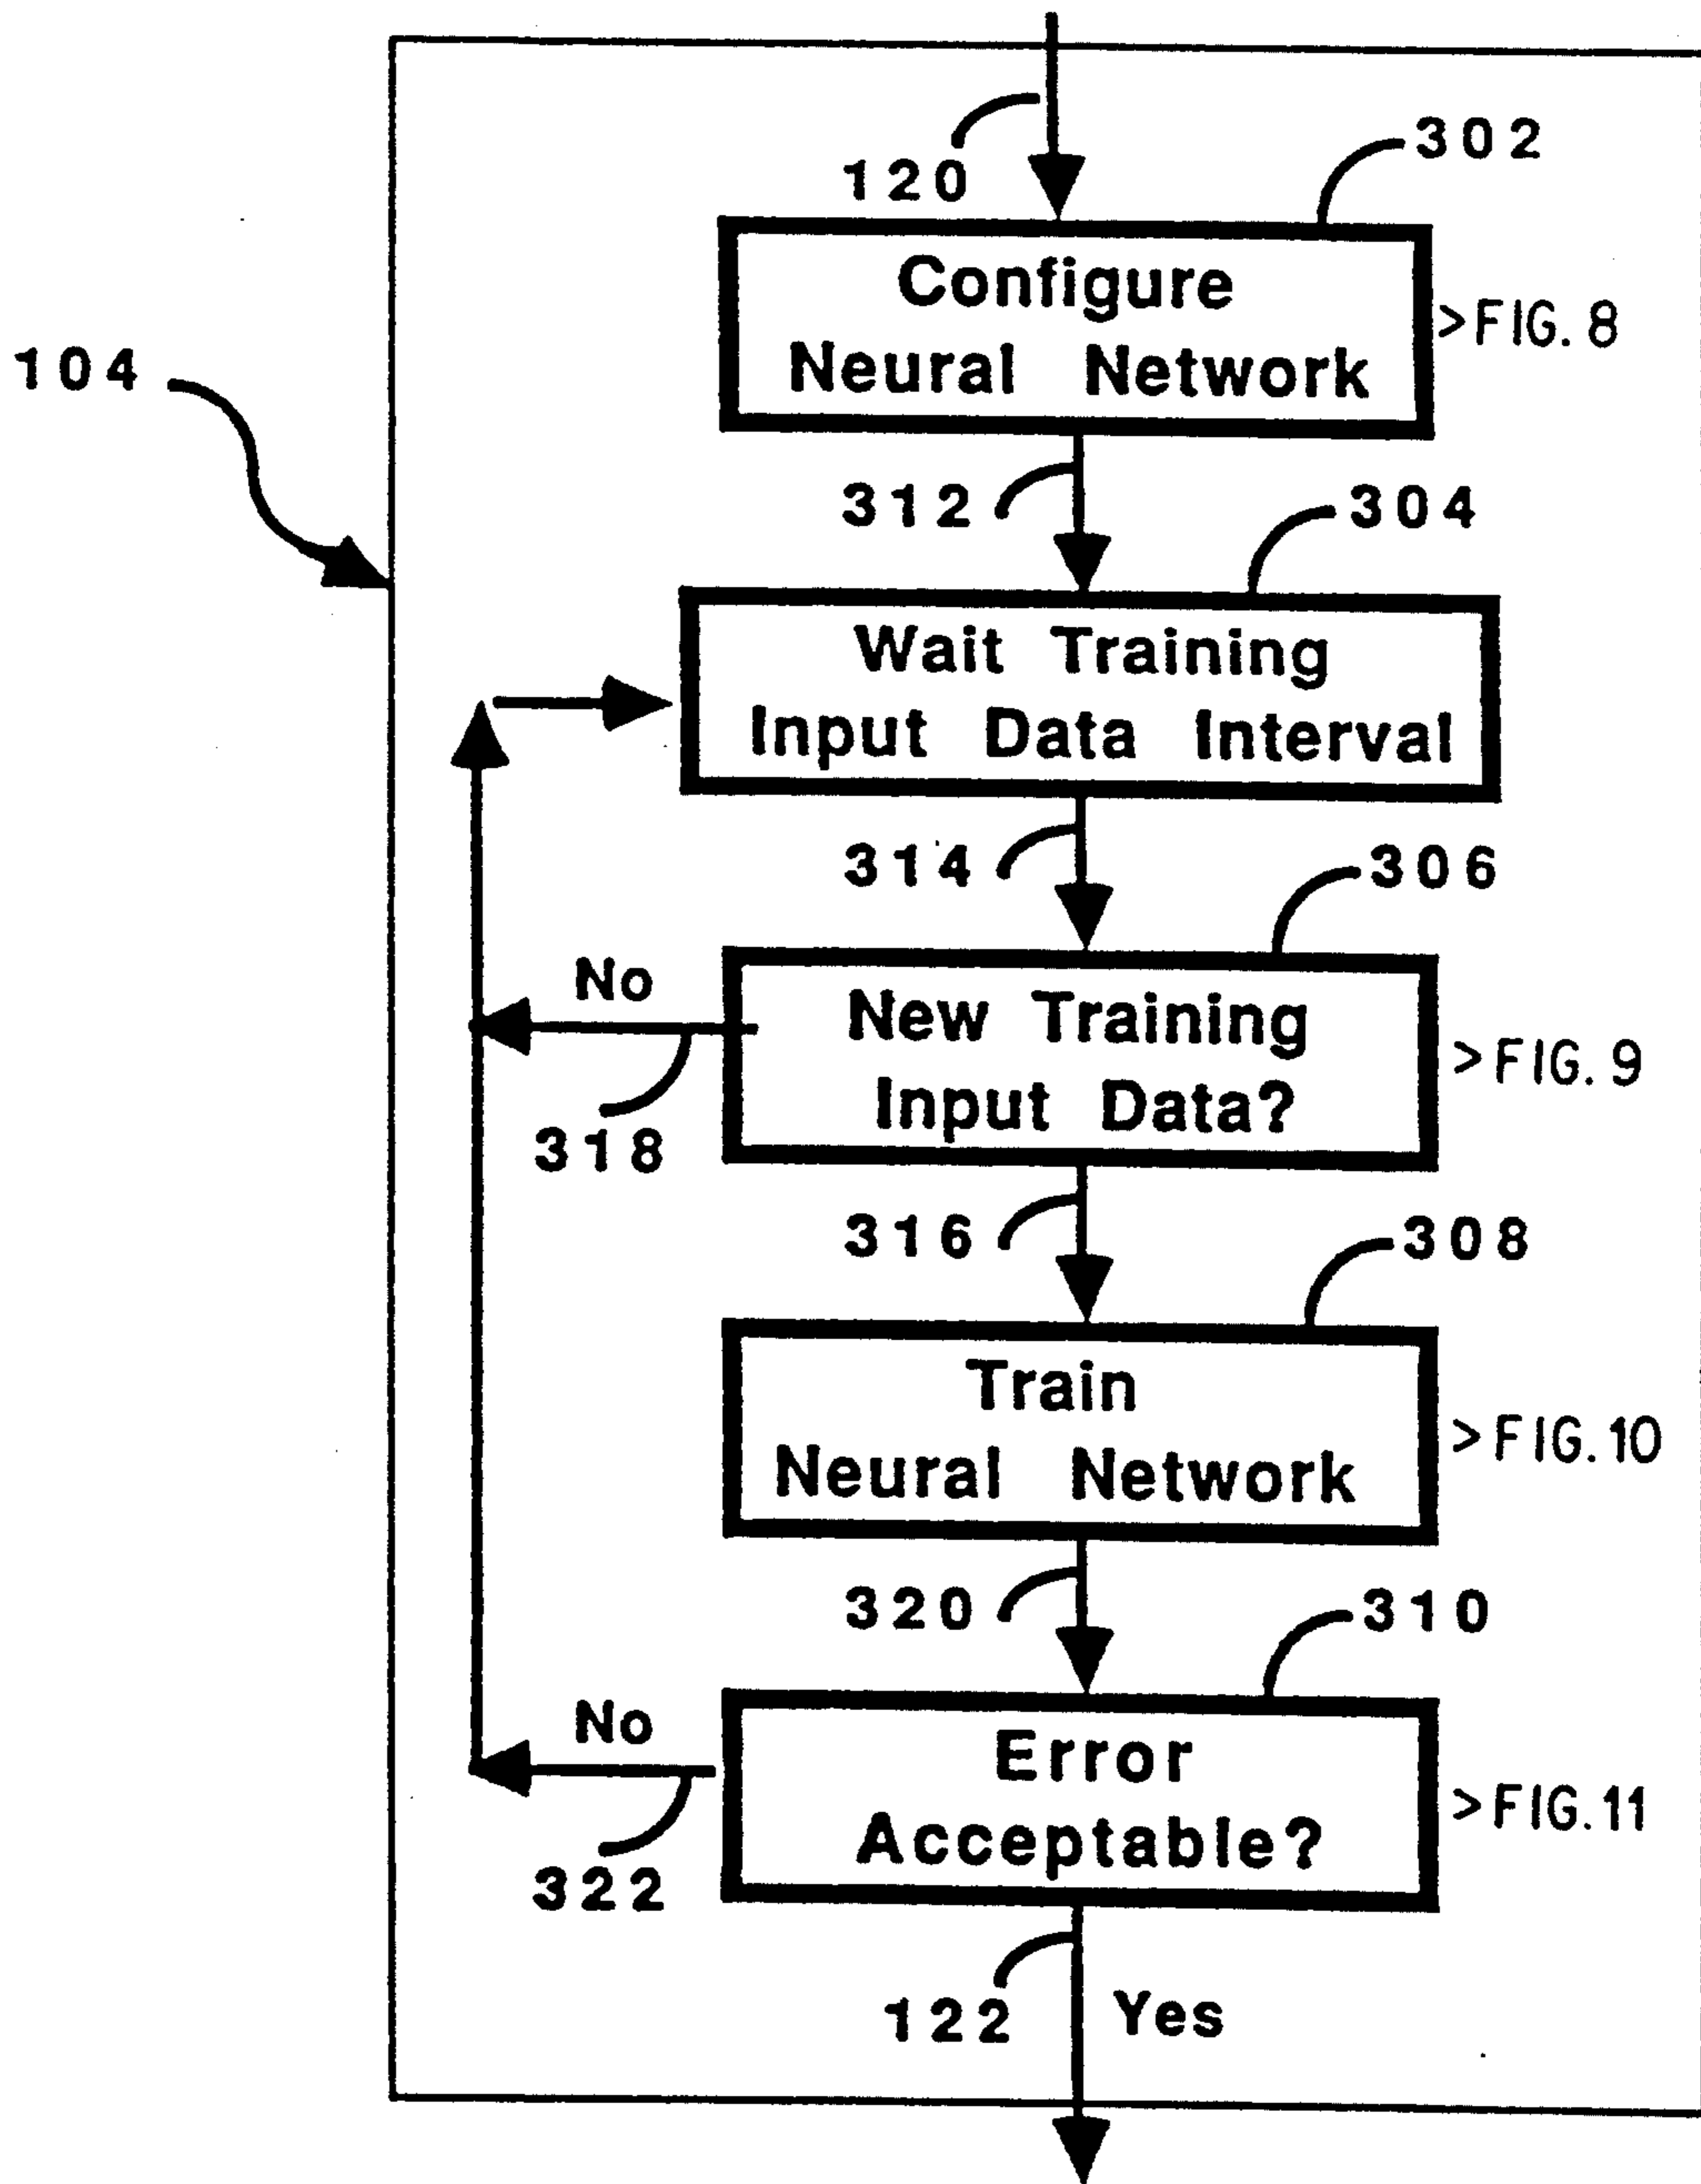 120
302
Configure
Neural Network
>FIG. 8
104
312
304
Wait Training
Input Data Interval
314
306
No
New Training
Input Data?
>FIG. 9
318
316
308
Train
Neural Network
>FIG. 10
320
310
No
Error
Acceptable?
>FIG. 11
322
122
Yes